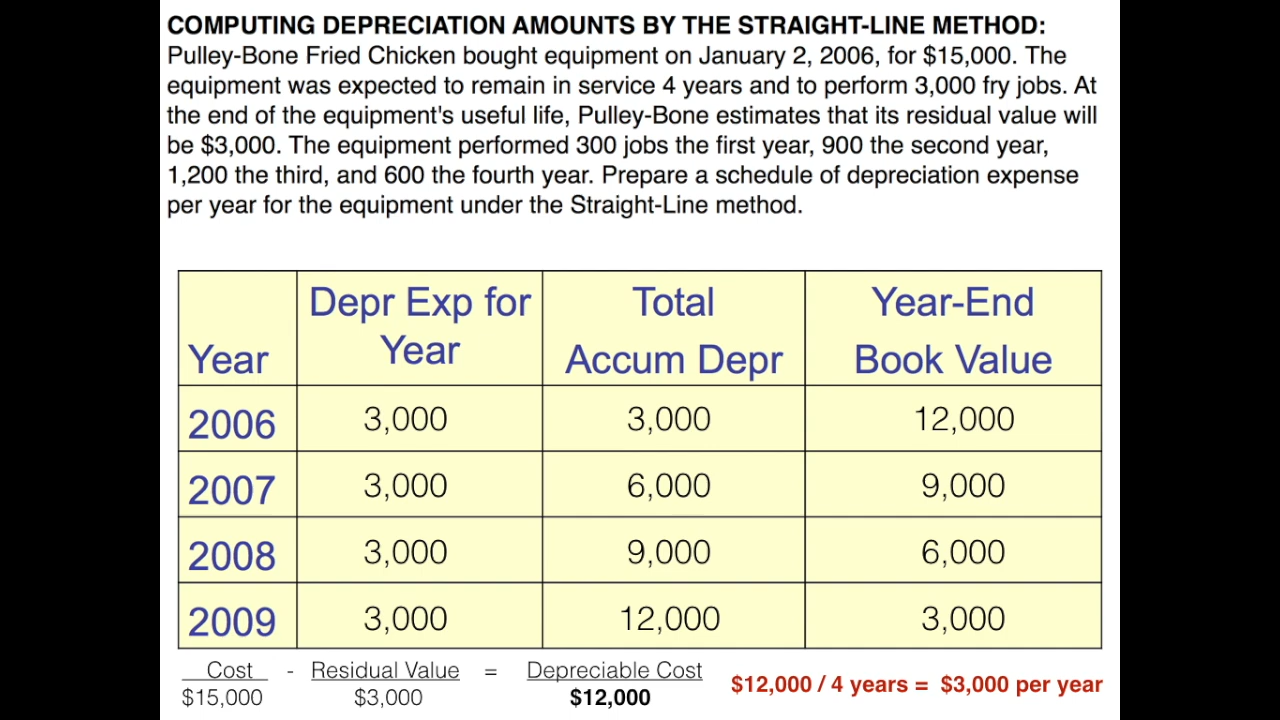 COMPUTING DEPRECIATION AMOUNTS BY THE STRAIGHT-LINE METHOD:
Pulley-Bone Fried Chicken bought equipment on January 2, 2006, for $15,000. The
equipment was expected to remain in service 4 years and to perform 3,000 fry jobs. At
the end of the equipment's useful life, Pulley-Bone estimates that its residual value will
be $3,000. The equipment performed 300 jobs the first year, 900 the second year,
1,200 the third, and 600 the fourth year. Prepare a schedule of depreciation expense
per year for the equipment under the Straight-Line method.
Year
Depr Exp for
Year
Total
Accum Depr
Year-End
Book Value
2006 3,000 3,000 12,000
2007 3,000 6,000 9,000
2008 3,000 9,000 6,000
2009 3,000 12,000 3,000
Cost - Residual Value = Depreciable Cost
$15,000 $3,000 $12,000
$12,000 / 4 years = $3,000 per year